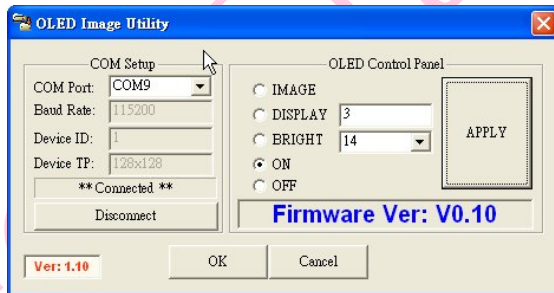 OLED Image Utility
COM Setup
COM Port: COM9
Baud Rate: 115200
Device ID: 1
Device TP: 128x128
** Connected **
Disconnect
OLED Control Panel
IMAGE
DISPLAY 3
BRIGHT 14
ON
OFF
APPLY
Firmware Ver: V0.10
Ver: 1.10
OK
Cancel